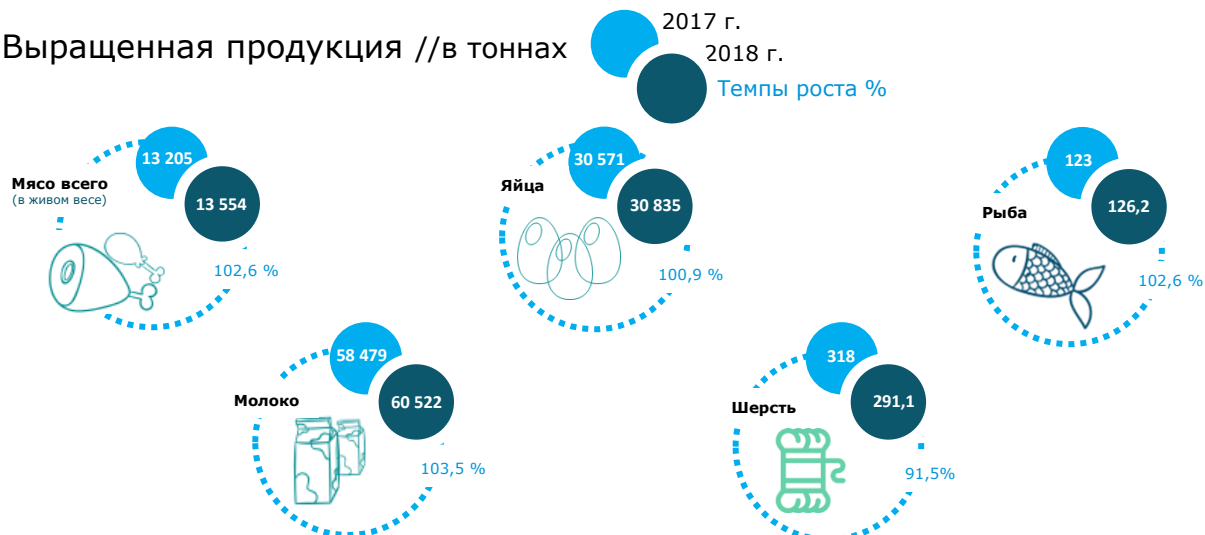 Выращенная продукция //в тоннах
2017 г.
2018 г.
Темпы роста %
Мясо всего
(в живом весе)
13 205
13 554
102,6 %
Яйца
30 571
30 835
100,9 %
Рыба
123
126,2
102,6 %
Молоко
58 479
60 522
103,5 %
Шерсть
318
291,1
91,5%